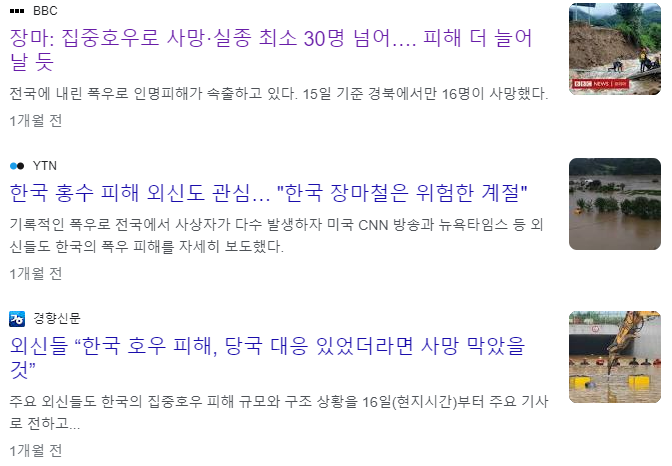 BBC
장마: 집중호우로 사망·실종 최소 30명 넘어.... 피해 더 늘어
날 듯
전국에 내린 폭우로 인명피해가 속출하고 있다. 15일 기준 경북에서만 16명이 사망했다.
1개월 전
BBC NEWS 코리아
YTN
한국 홍수 피해 외신도 관심... "한국 장마철은 위험한 계절"
기록적인 폭우로 전국에서 사상자가 다수 발생하자 미국 CNN 방송과 뉴욕타임스 등 외
신들도 한국의 폭우 피해를 자세히 보도했다.
1개월 전
경향신문
외신들 “한국 호우 피해, 당국 대응 있었더라면 사망 막았을
것”
주요 외신들도 한국의 집중호우 피해 규모와 구조 상황을 16일(현지시간)부터 주요 기사
로 전하고...
1개월 전